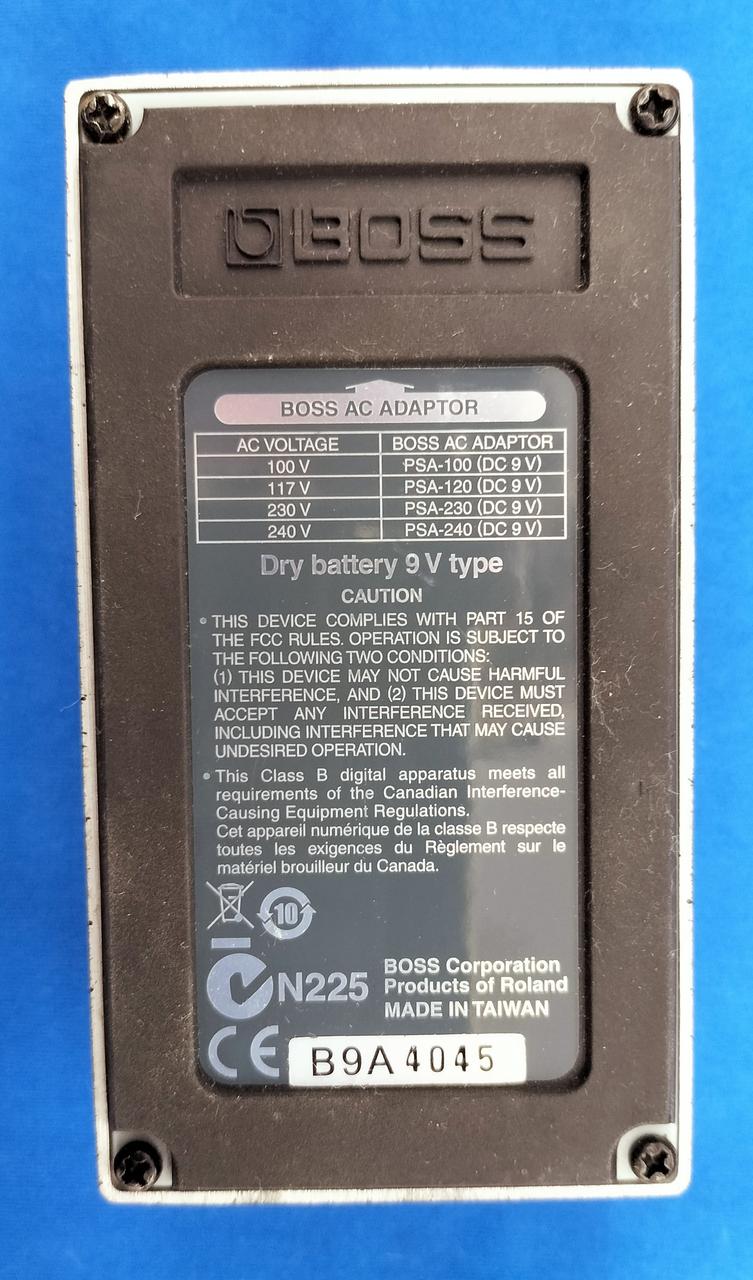 BOSS
BOSS AC ADAPTOR
AC VOLTAGE BOSS AC ADAPTOR
100 V PSA-100 (DC 9 V)
117 V PSA-120 (DC 9 V)
230 V PSA-230 (DC 9 V)
240 V PSA-240 (DC 9 V)
Dry battery 9 V type
CAUTION
• THIS DEVICE COMPLIES WITH PART 15 OF
THE FCC RULES. OPERATION IS SUBJECT TO
THE FOLLOWING TWO CONDITIONS:
(1) THIS DEVICE MAY NOT CAUSE HARMFUL
INTERFERENCE, AND (2) THIS DEVICE MUST
ACCEPT ANY INTERFERENCE RECEIVED,
INCLUDING INTERFERENCE THAT MAY CAUSE
UNDESIRED OPERATION.
• This Class B digital apparatus meets all
requirements of the Canadian Interference-
Causing Equipment Regulations.
Cet appareil numérique de la classe B respecte
toutes les exigences du Règlement sur le
matériel brouilleur du Canada.
10
N225
BOSS Corporation
Products of Roland
MADE IN TAIWAN
CE
B9A4045